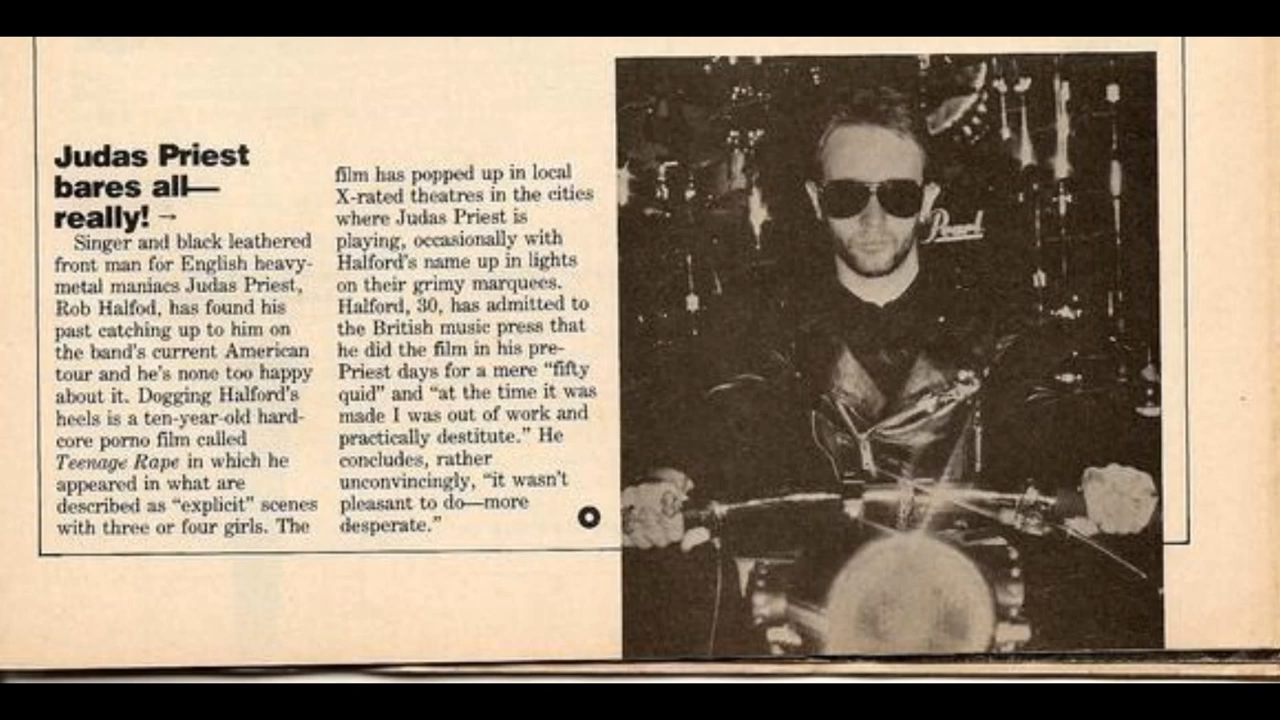 Judas Priest
bares all—
really! →
Singer and black leathered
front man for English heavy-
metal maniacs Judas Priest,
Rob Halfod, has found his
past catching up to him on
the band's current American
tour and he's none too happy
about it. Dogging Halford's
heels is a ten-year-old hard-
core porno film called
Teenage Rape in which he
appeared in what are
described as “explicit” scenes
with three or four girls. The
film has popped up in local
X-rated theatres in the cities
where Judas Priest is
playing, occasionally with
Halford's name up in lights
on their grimy marquees.
Halford, 30, has admitted to
the British music press that
he did the film in his pre-
Priest days for a mere “fifty
quid” and “at the time it was
made I was out of work and
practically destitute.” He
concludes, rather
unconvincingly, “it wasn't
pleasant to do—more
desperate.”
Pearl